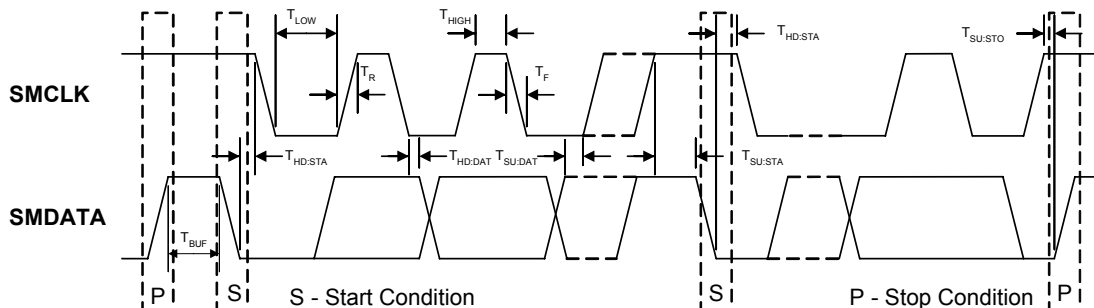 T_LOW T_HIGH T_HD:STA T_SU:STO
T_R T_F
SMCLK
T_HD:STA T_HD:DAT T_SU:DAT T_SU:STA
SMDATA
T_BUF
P S S - Start Condition S P - Stop Condition P